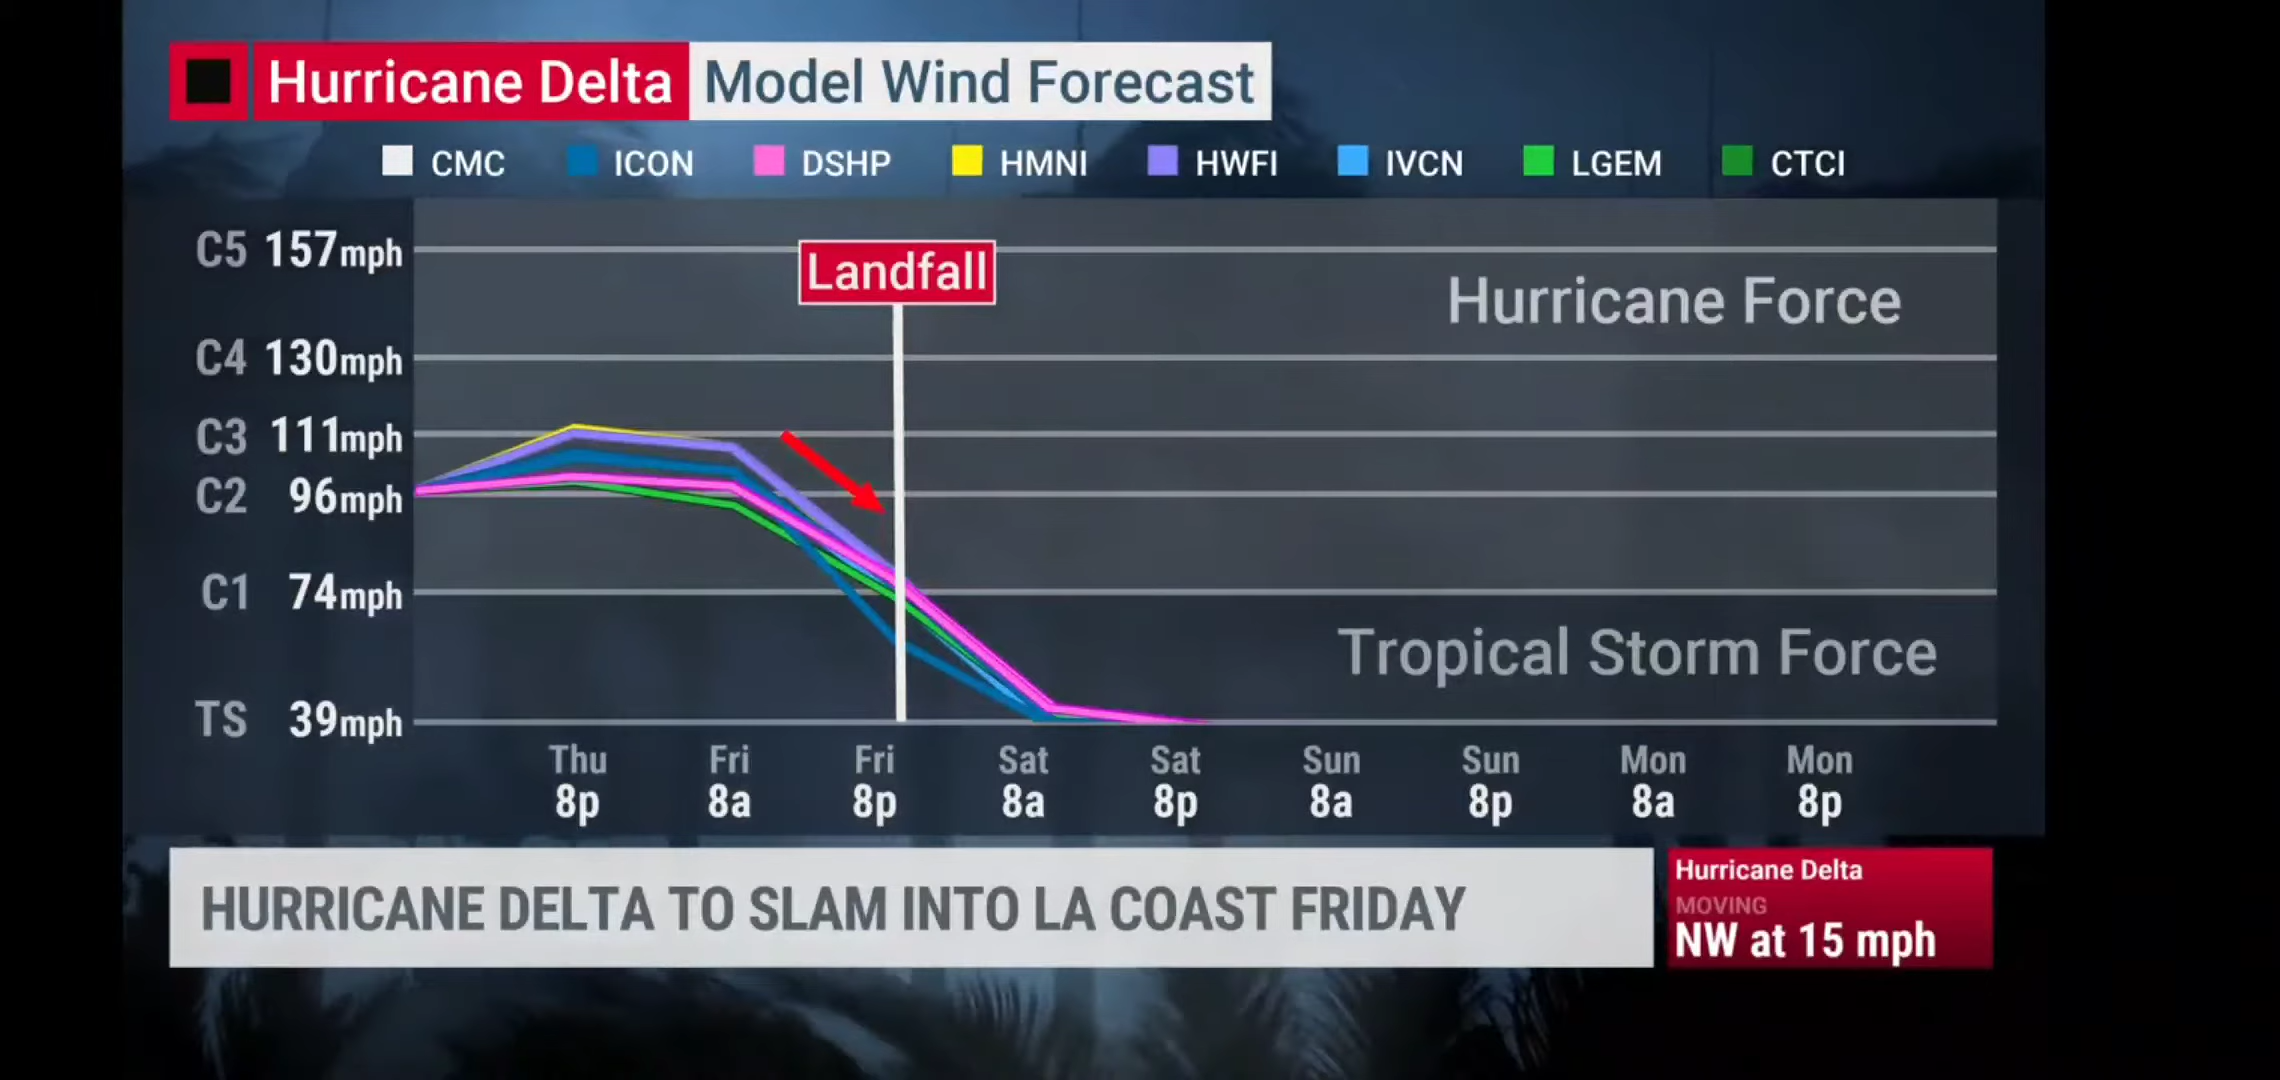 Hurricane Delta Model Wind Forecast
CMC ICON DSHP HMNI HWFI IVCN LGEM CTCI
C5 157mph
Landfall
Hurricane Force
C4 130mph
C3 111mph
C2 96mph
C1 74mph
Tropical Storm Force
TS 39mph
Thu Fri Fri Sat Sat Sun Sun Mon Mon
8p 8a 8p 8a 8p 8a 8p 8a 8p
HURRICANE DELTA TO SLAM INTO LA COAST FRIDAY
Hurricane Delta
MOVING
NW at 15 mph